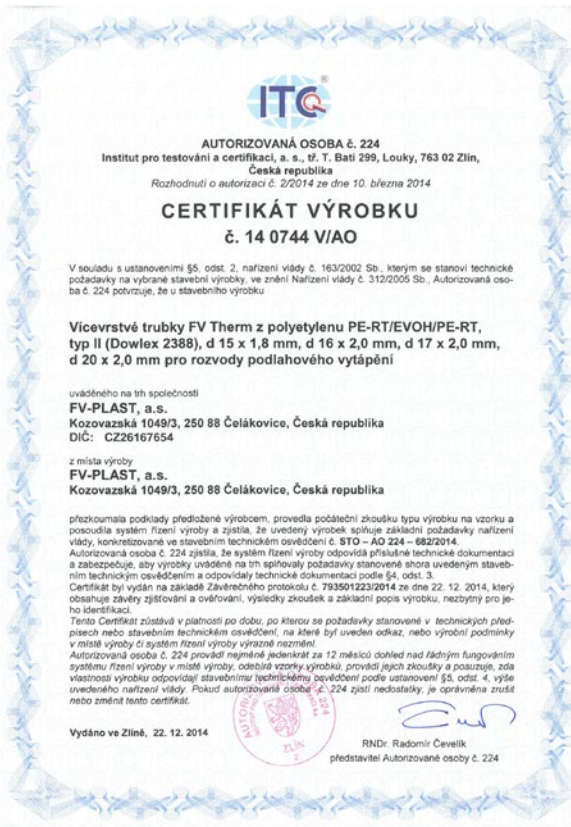 ITC
®
AUTORIZOVANÁ OSOBA č. 224
Institut pro testování a certifikaci, a. s., tř. T. Bati 299, Louky, 763 02 Zlín,
Česká republika
Rozhodnutí o autorizaci č. 2/2014 ze dne 10. března 2014
CERTIFIKÁT VÝROBKU
č. 14 0744 V/AO
V souladu s ustanoveními §5, odst. 2, nařízení vlády č. 163/2002 Sb., kterým se stanoví technické
požadavky na vybrané stavební výrobky, ve znění Nařízení vlády č. 312/2005 Sb., Autorizovaná oso-
ba č. 224 potvrzuje, že u stavebního výrobku
Vícevrstvé trubky FV Therm z polyetylenu PE-RT/EVOH/PE-RT,
typ II (Dowlex 2388), d 15 x 1,8 mm, d 16 x 2,0 mm, d 17 x 2,0 mm,
d 20 x 2,0 mm pro rozvody podlahového vytápění
uváděného na trh společností
FV-PLAST, a.s.
Kozovazská 1049/3, 250 88 Čelákovice, Česká republika
DIČ: CZ26167654
z místa výroby
FV-PLAST, a.s.
Kozovazská 1049/3, 250 88 Čelákovice, Česká republika
přezkoumala podklady předložené výrobcem, provedla počáteční zkoušku typu výrobku na vzorku a
posoudila systém řízení výroby a zjistila, že uvedený výrobek splňuje základní požadavky nařízení
vlády, konkretizované ve stavebním technickém osvědčení č. STO – AO 224 – 682/2014.
Autorizovaná osoba č. 224 zjistila, že systém řízení výroby odpovídá příslušné technické dokumentaci
a zabezpečuje, aby výrobky uváděné na trh splňovaly požadavky stanovené shora uvedeným staveb-
ním technickým osvědčením a odpovídaly technické dokumentaci podle §4, odst. 3.
Certifikát byl vydán na základě Závěrečného protokolu č. 793501223/2014 ze dne 22. 12. 2014, který
obsahuje závěry zjišťování a ověřování, výsledky zkoušek a základní popis výrobku, nezbytný pro je-
ho identifikaci.
Tento Certifikát zůstává v platnosti po dobu, po kterou se požadavky stanovené v technických před-
pisech nebo stavebním technickém osvědčení, na které byl uveden odkaz, nebo výrobní podmínky
v místě výroby či systém řízení výroby výrazně nezmění.
Autorizovaná osoba č. 224 provádí nejméně jedenkrát za 12 měsíců dohled nad řádným fungováním
systému řízení výroby v místě výroby, odebírá vzorky výrobků, provádí jejich zkoušky a posuzuje, zda
vlastnosti výrobku odpovídají stavebnímu technickému osvědčení podle ustanovení §5, odst. 4, výše
uvedeného nařízení vlády. Pokud autorizovaná osoba č. 224 zjistí nedostatky, je oprávněna zrušit
nebo změnit tento certifikát.
Vydáno ve Zlíně, 22. 12. 2014
ZLÍN
RNDr. Radomír Čevelík
představitel Autorizované osoby č. 224